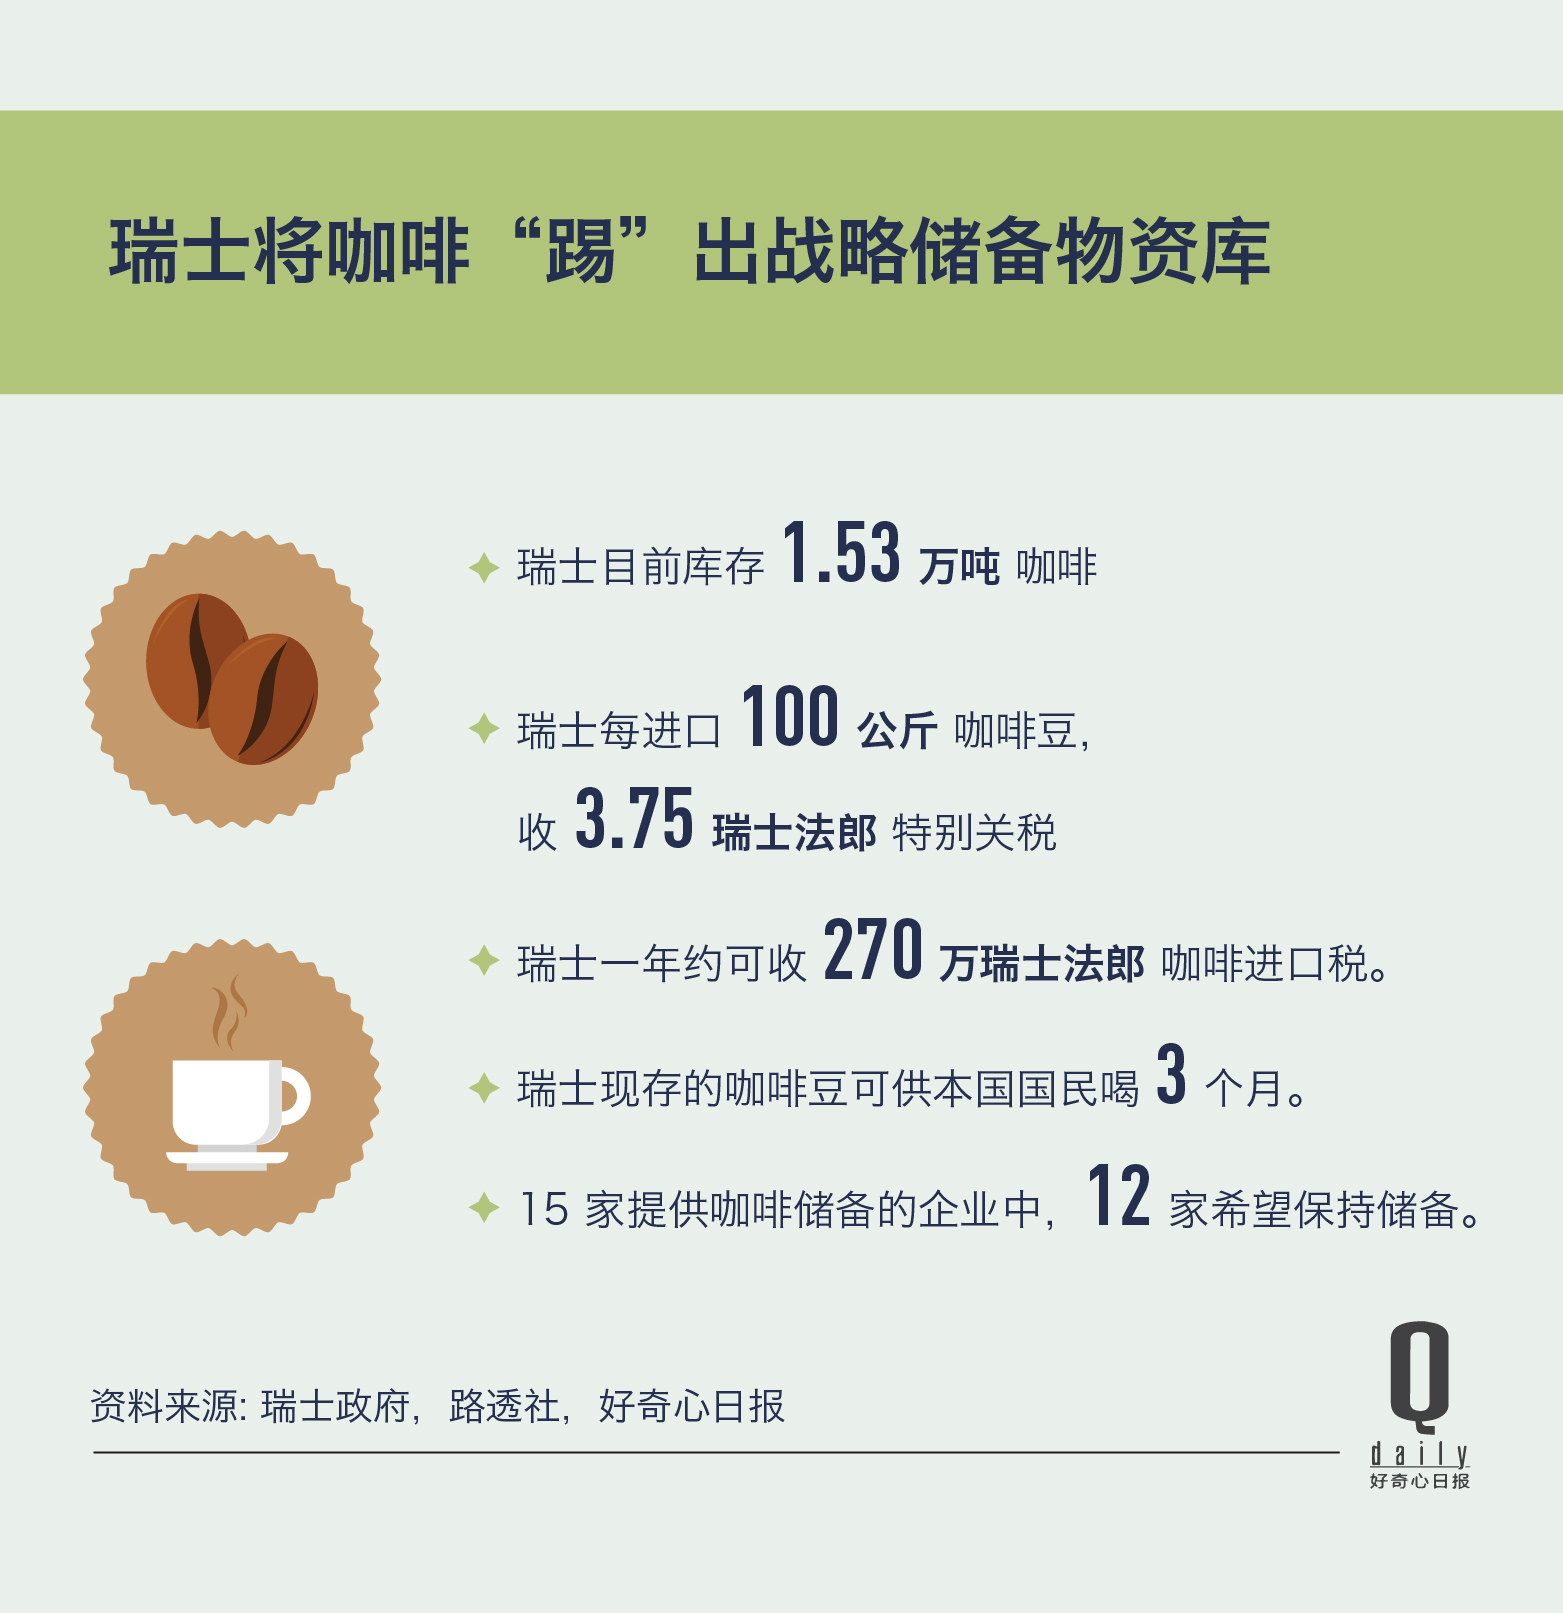 瑞士将咖啡“踢”出战略储备物资库
瑞士目前库存 1.53 万吨 咖啡
瑞士每进口 100 公斤 咖啡豆,
收 3.75 瑞士法郎 特别关税
瑞士一年约可收 270 万瑞士法郎 咖啡进口税。
瑞士现存的咖啡豆可供本国国民喝 3 个月。
15 家提供咖啡储备的企业中, 12 家希望保持储备。
资料来源: 瑞士政府, 路透社, 好奇心日报
Q
daily
好奇心日报